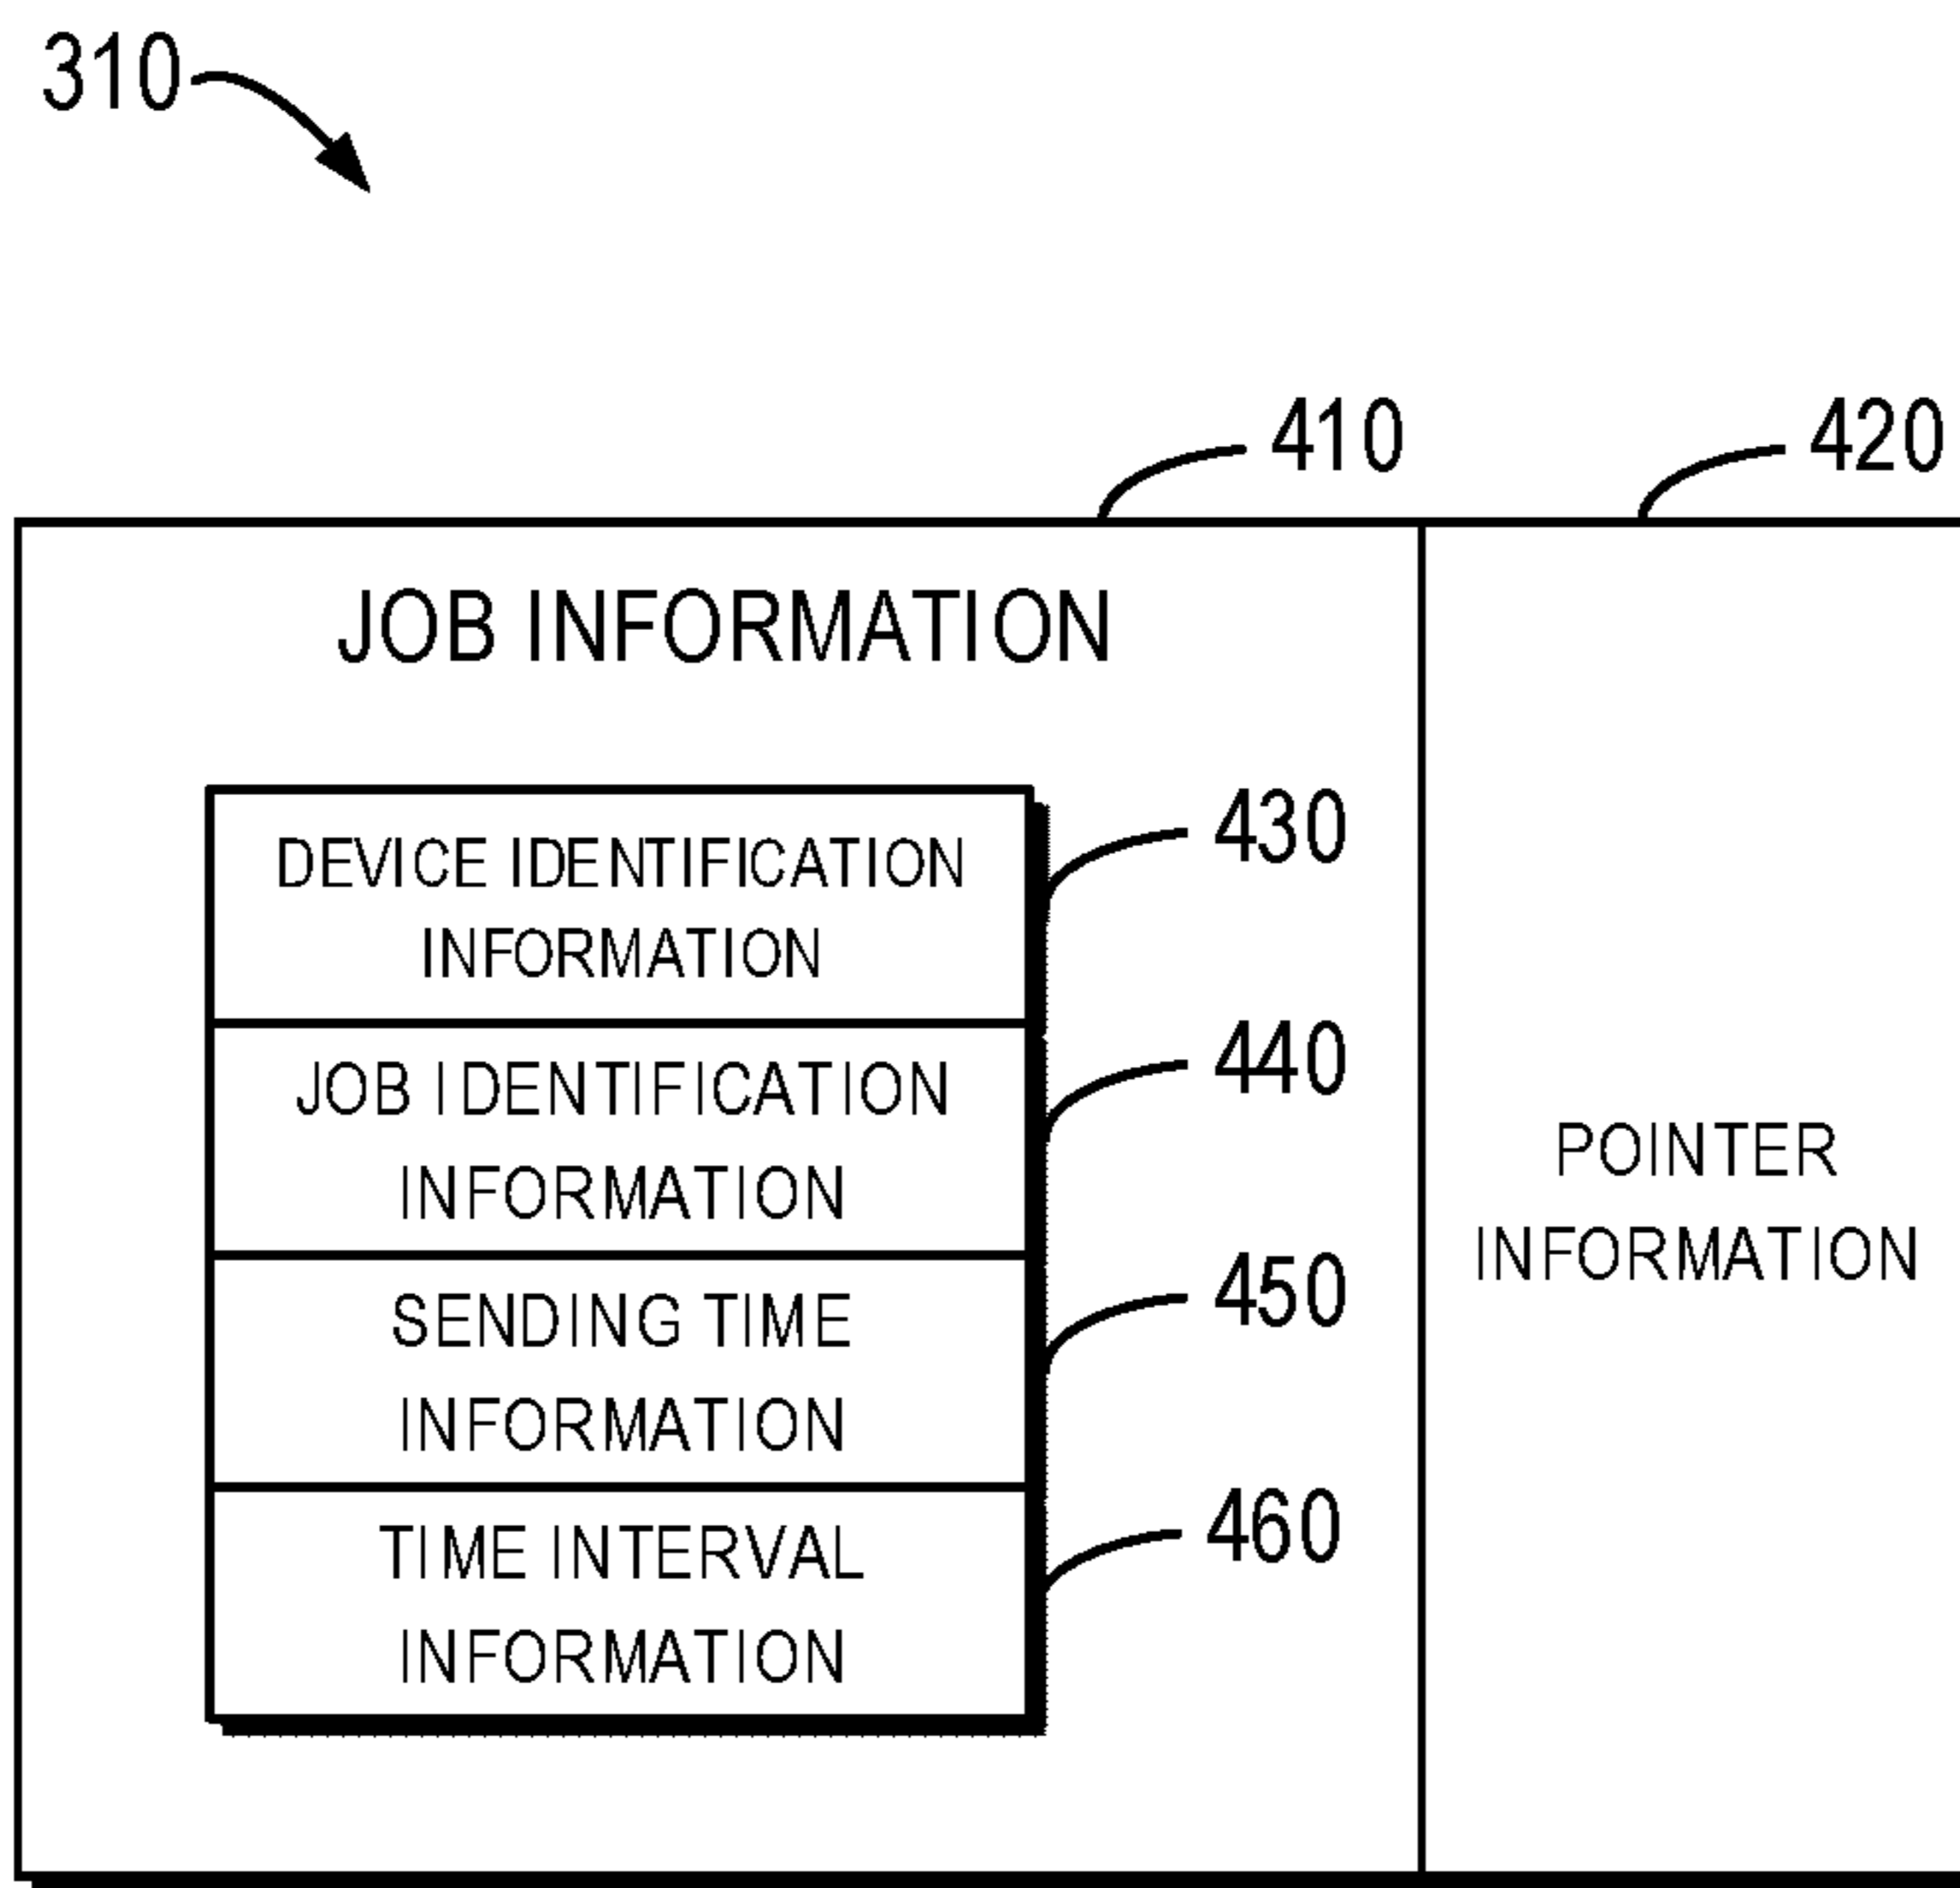 310
410
420
JOB INFORMATION
DEVICE IDENTIFICATION
INFORMATION
430
JOB IDENTIFICATION
INFORMATION
440
SENDING TIME
INFORMATION
450
TIME INTERVAL
INFORMATION
460
POINTER
INFORMATION